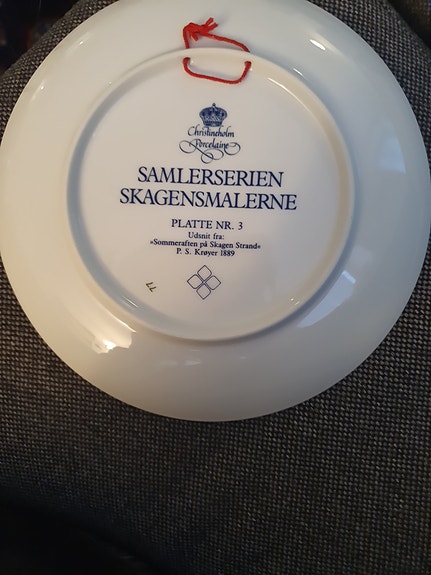 Christineholm
Porcelaine
SAMLERSERIEN
SKAGENSMALERNE
PLATTE NR. 3
Udsnit fra:
»Sommeraften på Skagen Strand«
P. S. Krøyer 1889